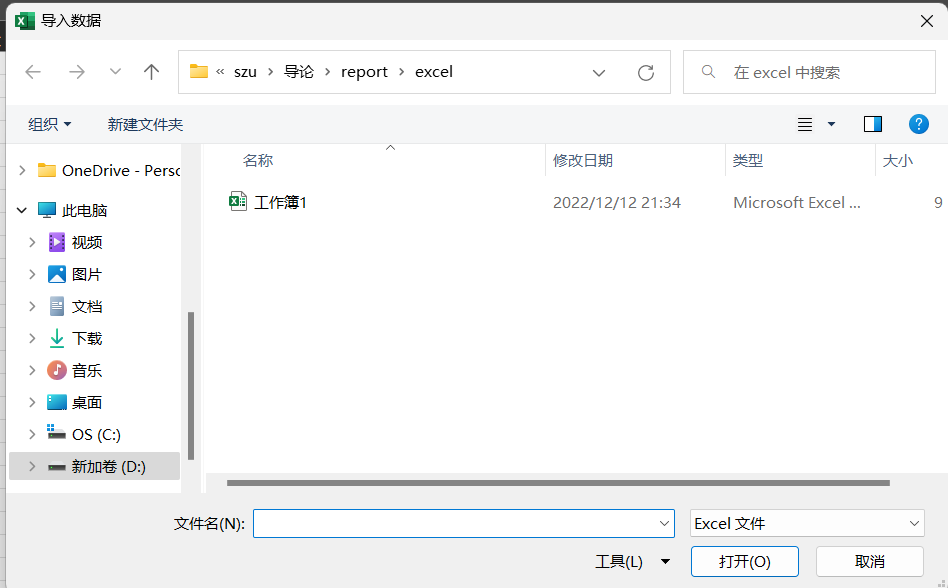 导入数据
« szu › 导论 › report › excel
在 excel 中搜索
组织
新建文件夹
名称 修改日期 类型 大小
OneDrive - Persc
工作簿1 2022/12/12 21:34 Microsoft Excel ... 9
此电脑
视频
图片
文档
下载
音乐
桌面
OS (C:)
新加卷 (D:)
文件名(N):
Excel 文件
工具(L)
打开(O)
取消